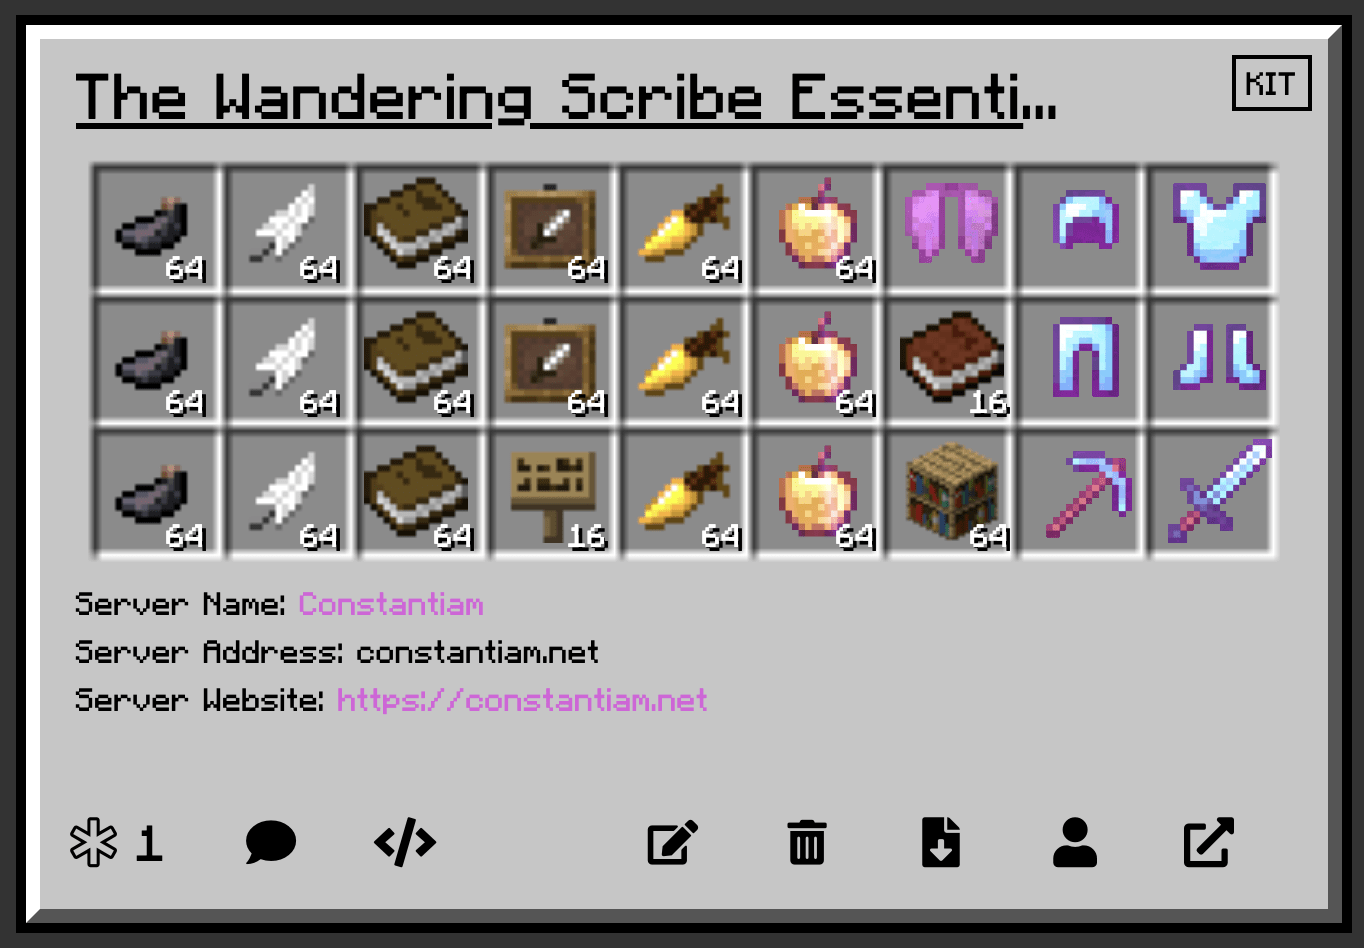 The Wandering Scribe Essenti...
KIT
64 64 64 64 64 64
64 64 64 64 64 64 16
64 64 64 16 64 64 64
Server Name: Constantiam
Server Address: constantiam.net
Server Website: https://constantiam.net
1